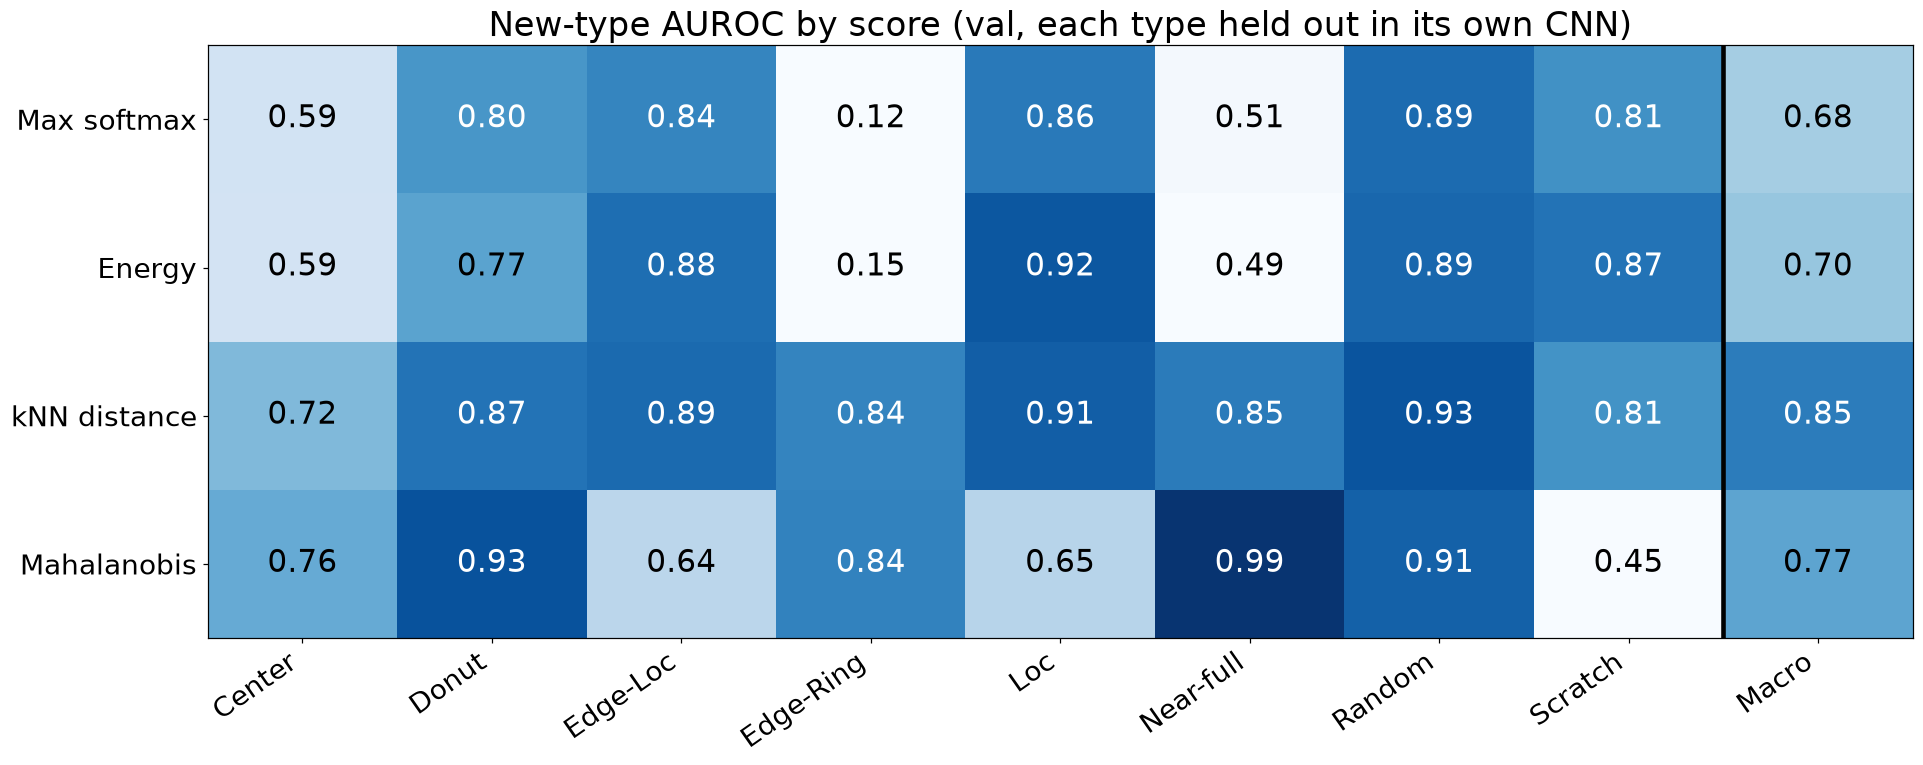 New-type AUROC by score (val, each type held out in its own CNN)
Max softmax 0.59 0.80 0.84 0.12 0.86 0.51 0.89 0.81 0.68
Energy 0.59 0.77 0.88 0.15 0.92 0.49 0.89 0.87 0.70
kNN distance 0.72 0.87 0.89 0.84 0.91 0.85 0.93 0.81 0.85
Mahalanobis 0.76 0.93 0.64 0.84 0.65 0.99 0.91 0.45 0.77
Center Donut Edge-Loc Edge-Ring Loc Near-full Random Scratch Macro